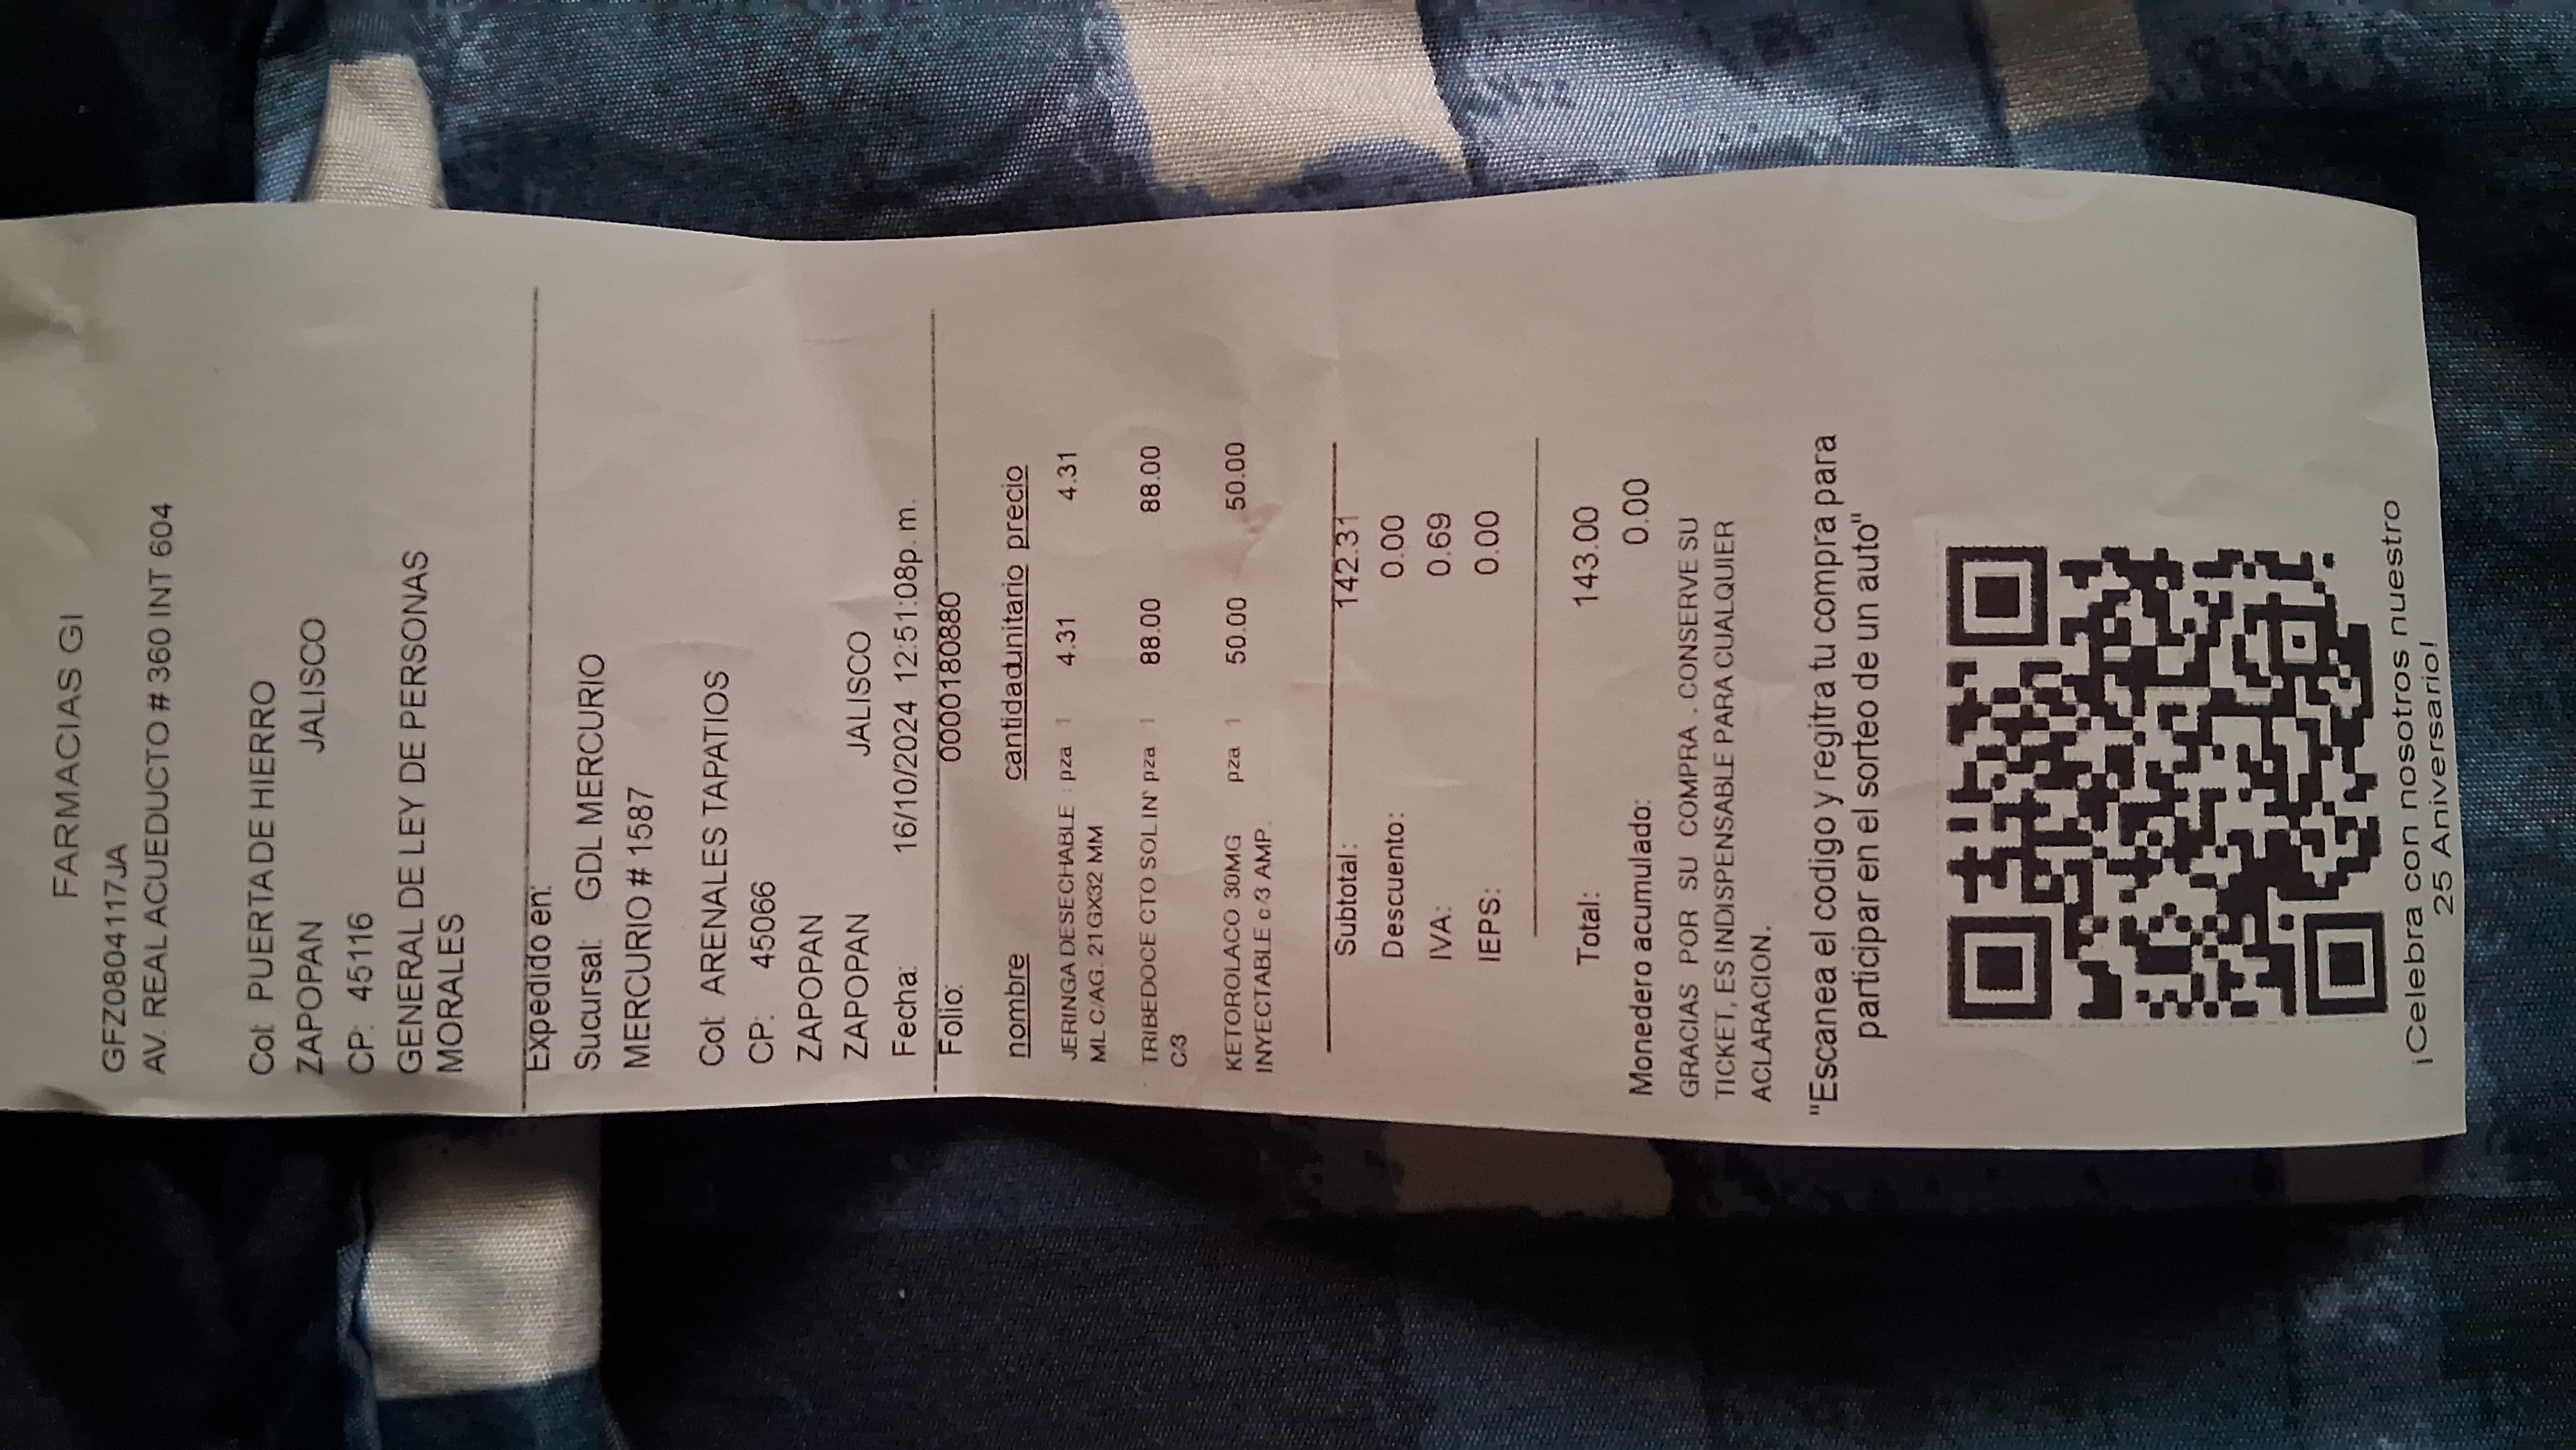 FARMACIAS GI
GFZ0804117JA
AV. REAL ACUEDUCTO # 360 INT 604
Col: PUERTA DE HIERRO
ZAPOPAN JALISCO
CP: 45116
GENERAL DE LEY DE PERSONAS
MORALES
Expedido en:
Sucursal: GDL MERCURIO
MERCURIO # 1587
Col: ARENALES TAPATIOS
CP: 45066
ZAPOPAN
ZAPOPAN JALISCO
Fecha: 16/10/2024 12:51:08p. m.
Folio: 0000180880
nombre cantidadunitario precio
JERINGA DESECHABLE : pza 1 4.31 4.31
ML C/AG. 21GX32 MM
TRIBEDOCE CTO SOL IN' pza 1 88.00 88.00
C/3
KETOROLACO 30MG pza 1 50.00 50.00
INYECTABLE c/3 AMP.
Subtotal: 142.31
Descuento: 0.00
IVA: 0.69
IEPS: 0.00
Total: 143.00
Monedero acumulado: 0.00
GRACIAS POR SU COMPRA . CONSERVE SU
TICKET, ES INDISPENSABLE PARA CUALQUIER
ACLARACION.
"Escanea el codigo y regitra tu compra para
participar en el sorteo de un auto"
¡Celebra con nosotros nuestro
25 Aniversario!